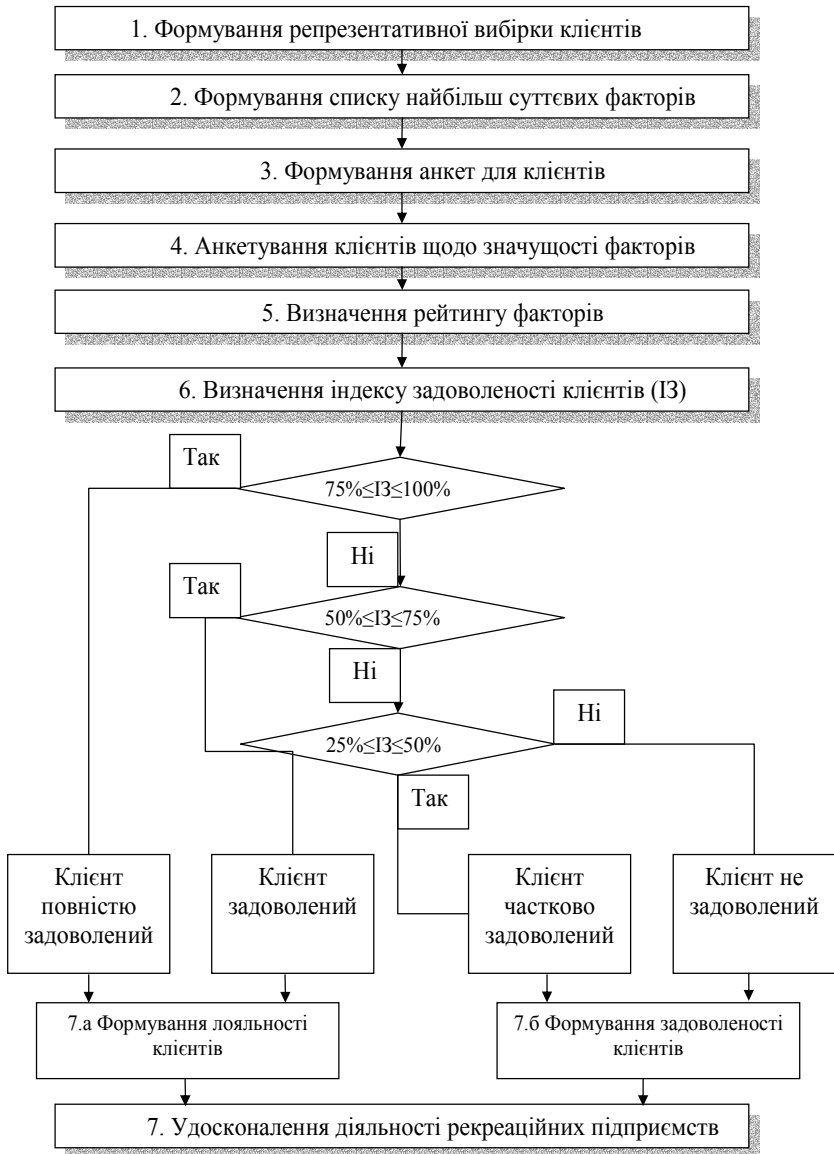 1. Формування репрезентативної вибірки клієнтів
2. Формування списку найбільш суттєвих факторів
3. Формування анкет для клієнтів
4. Анкетування клієнтів щодо значущості факторів
5. Визначення рейтингу факторів
6. Визначення індексу задоволеності клієнтів (ІЗ)
Так
75%≤ІЗ≤100%
Ні
Так
50%≤ІЗ≤75%
Ні
Ні
25%≤ІЗ≤50%
Так
Клієнт
повністю
задоволений
Клієнт
задоволений
Клієнт
частково
задоволений
Клієнт не
задоволений
7.а Формування лояльності
клієнтів
7.б Формування задоволеності
клієнтів
7. Удосконалення діяльності рекреаційних підприємств